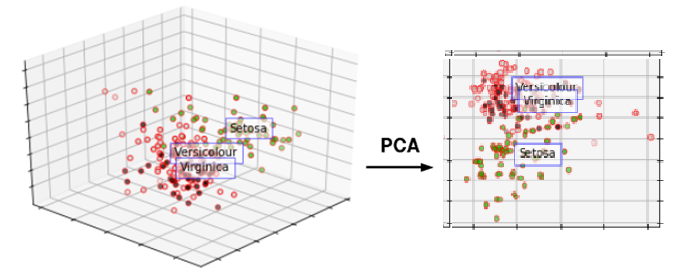 Setosa
Versicolour
Virginica
PCA
Versicolour
Virginica
Setosa